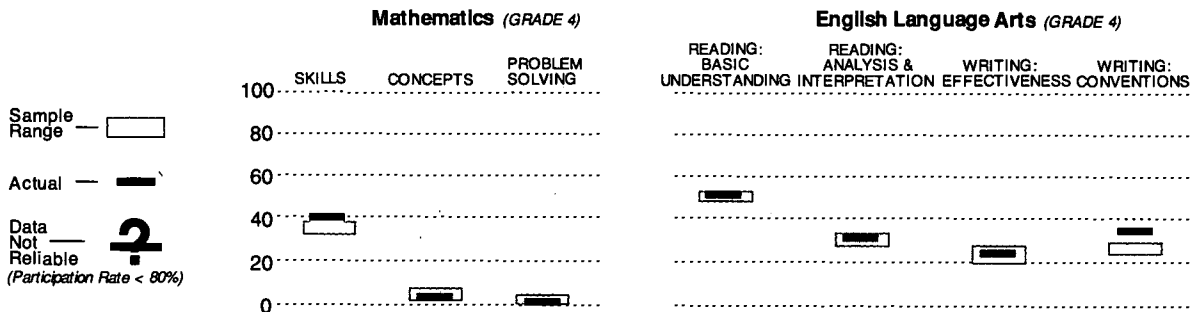 Mathematics (GRADE 4)
English Language Arts (GRADE 4)
SKILLS
CONCEPTS
PROBLEM
SOLVING
READING:
BASIC
UNDERSTANDING
READING:
ANALYSIS &
INTERPRETATION
WRITING:
EFFECTIVENESS
WRITING:
CONVENTIONS
100
80
60
40
20
0
Sample
Range
Actual
Data
Not
Reliable
?
(Participation Rate < 80%)